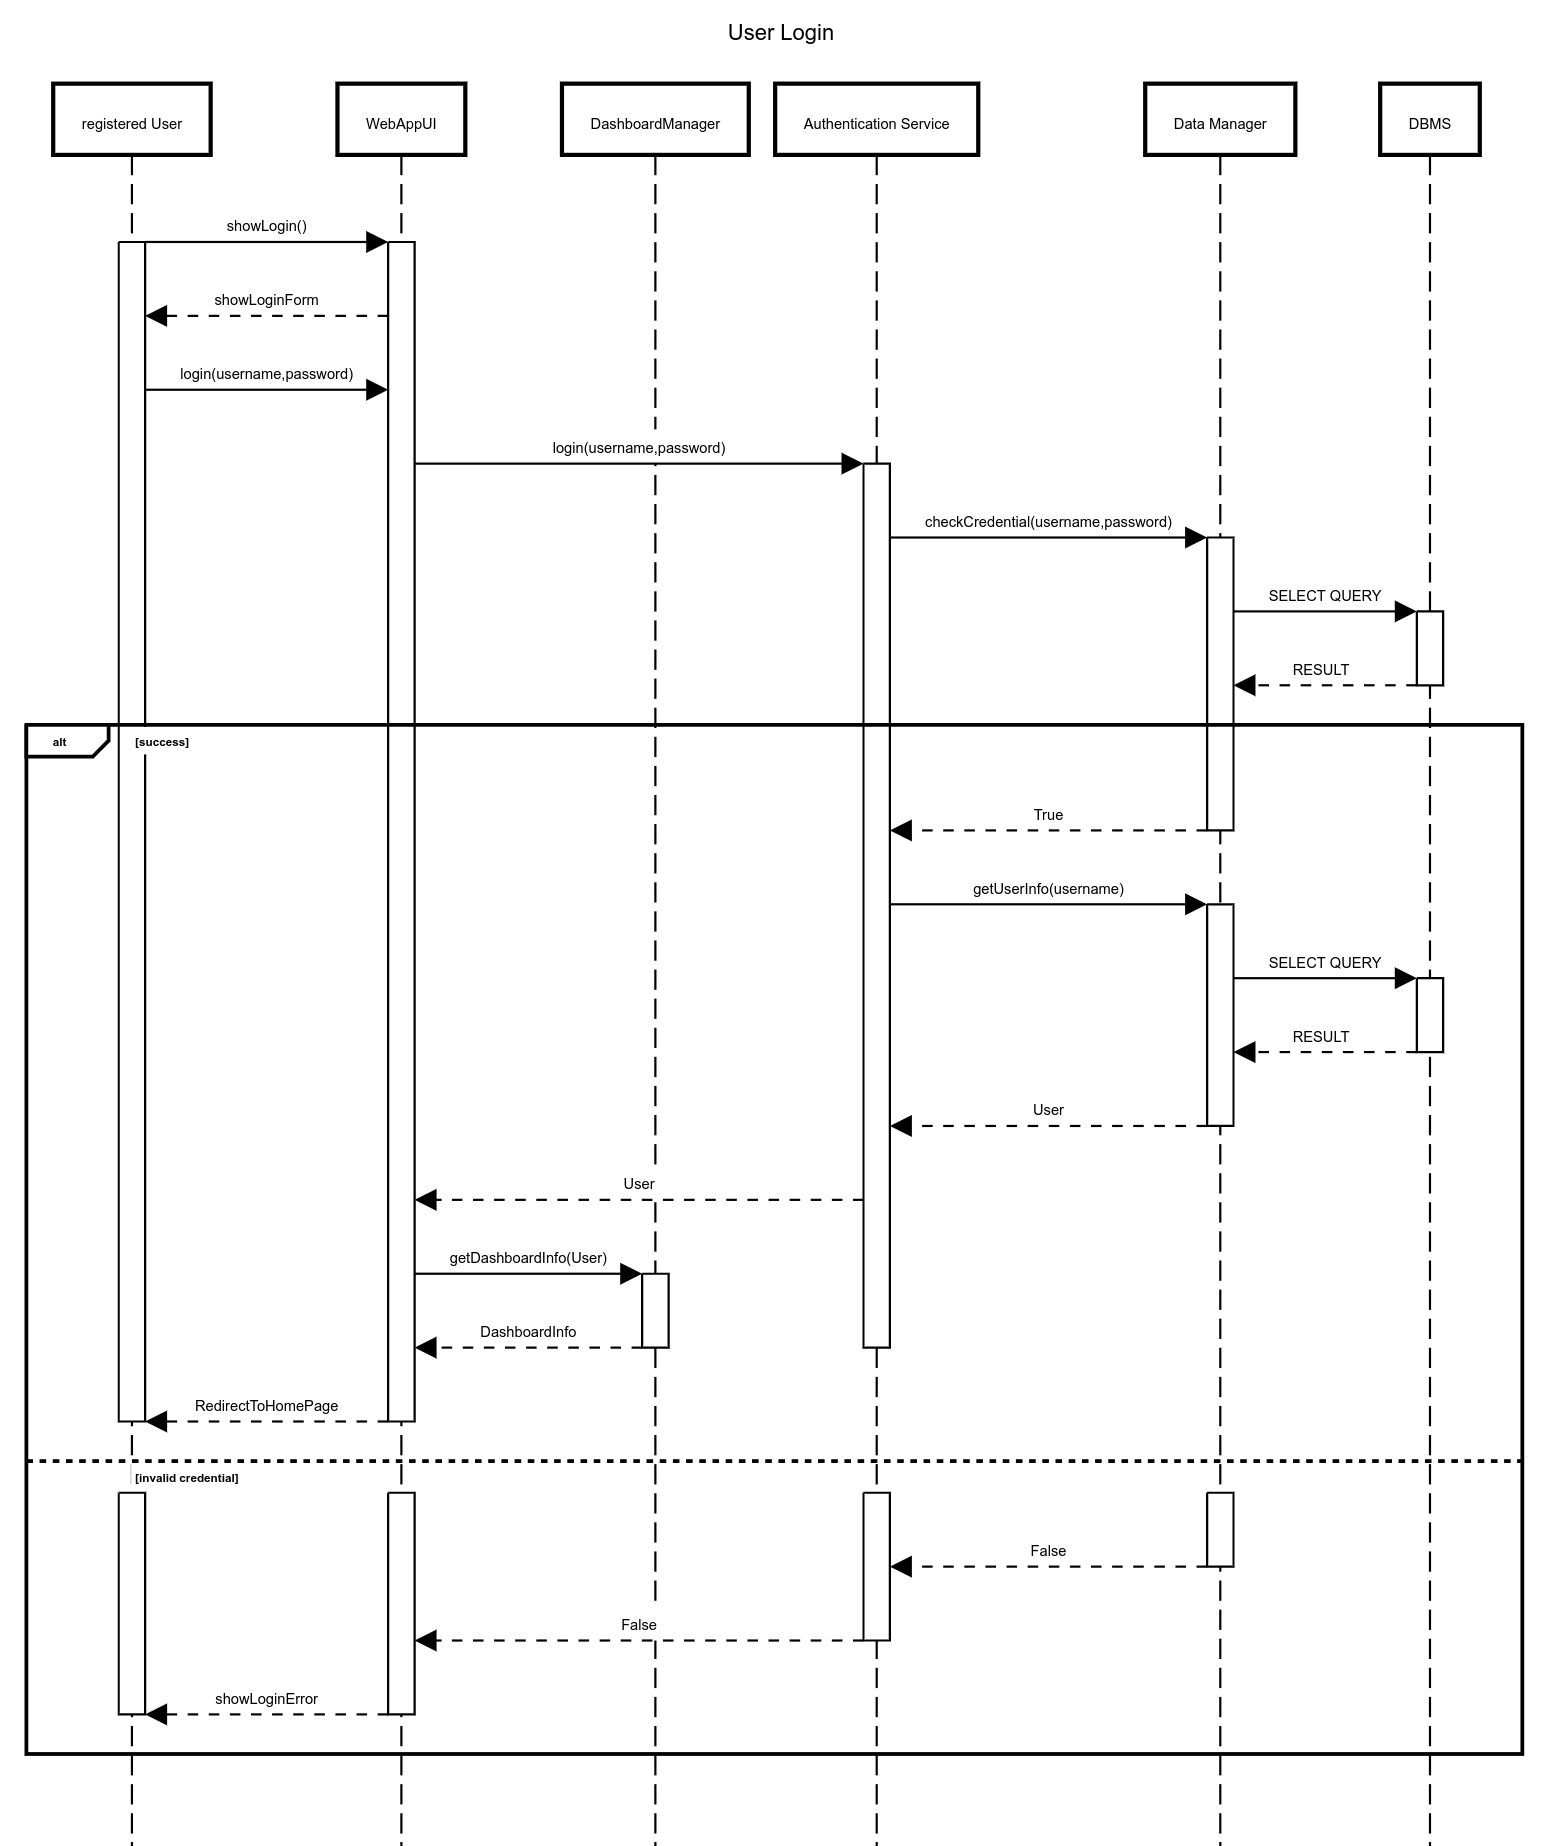 User Login
registered User
WebAppUI
DashboardManager
Authentication Service
Data Manager
DBMS
showLogin()
showLoginForm
login(username,password)
login(username,password)
checkCredential(username,password)
SELECT QUERY
RESULT
alt
[success]
True
getUserInfo(username)
SELECT QUERY
RESULT
User
User
getDashboardInfo(User)
DashboardInfo
RedirectToHomePage
[invalid credential]
False
False
showLoginError